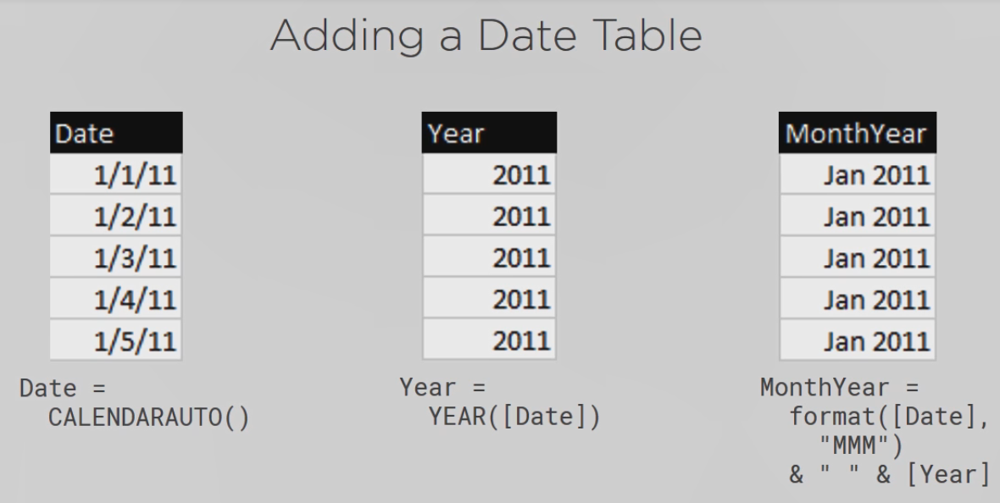 Adding a Date Table
Date
1/1/11
1/2/11
1/3/11
1/4/11
1/5/11
Date =
CALENDARAUTO()
Year
2011
2011
2011
2011
2011
Year =
YEAR([Date])
MonthYear
Jan 2011
Jan 2011
Jan 2011
Jan 2011
Jan 2011
MonthYear =
format([Date],
"MMM")
& " " & [Year]